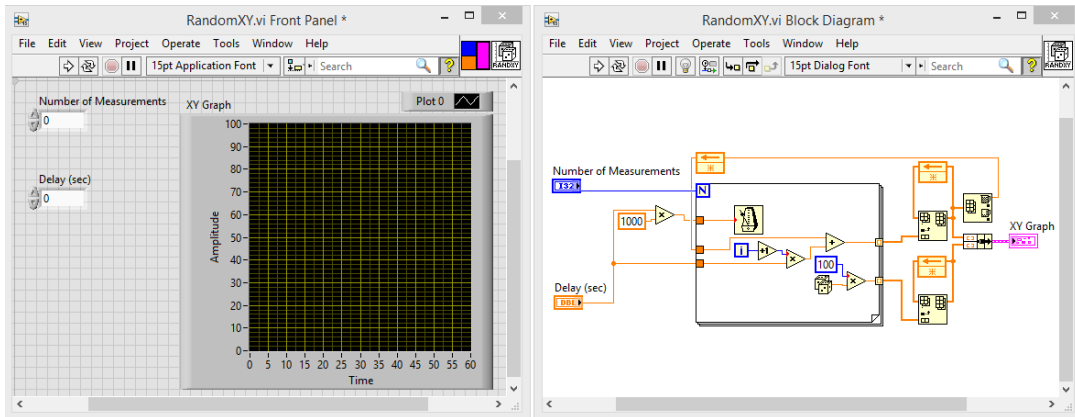 RandomXY.vi Front Panel *
File Edit View Project Operate Tools Window Help
15pt Application Font
Search
RANDXY
Number of Measurements
0
Delay (sec)
0
XY Graph
Plot 0
100
90
80
70
60
50
40
30
20
10
0
Amplitude
0 5 10 15 20 25 30 35 40 45 50 55 60
Time
RandomXY.vi Block Diagram *
File Edit View Project Operate Tools Window Help
15pt Dialog Font
Search
RANDXY
Number of Measurements
I32
N
1000
i
+1
100
Delay (sec)
DBL
XY Graph